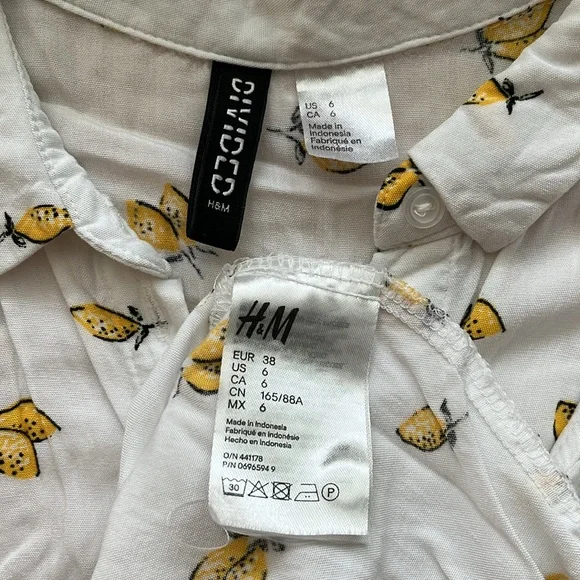 DIVIDED
H&M
US 6
CA 6
Made in
Indonesia
Fabriqué en
Indonésie
H&M
EUR 38
US 6
CA 6
CN 165/88A
MX 6
Made in Indonesia
Fabriqué en indonésie
Hecho en Indonesia
O/N 441178
P/N 0696594 9
30
P